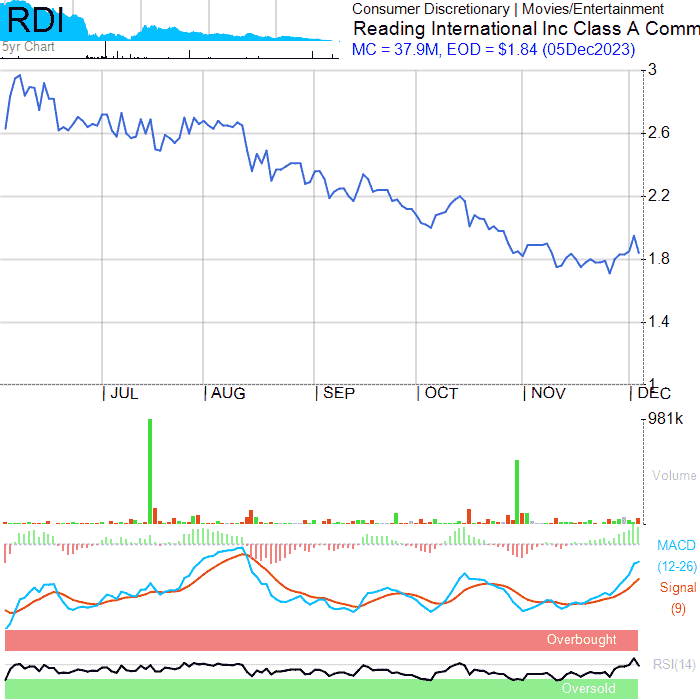 RDI
5yr Chart
Consumer Discretionary | Movies/Entertainment
Reading International Inc Class A Comm
MC = 37.9M, EOD = $1.84 (05Dec2023)
3
2.6
2.2
1.8
1.4
1
JUL AUG SEP OCT NOV DEC
981k
Volume
MACD
(12-26)
Signal
(9)
Overbought
RSI(14)
Oversold